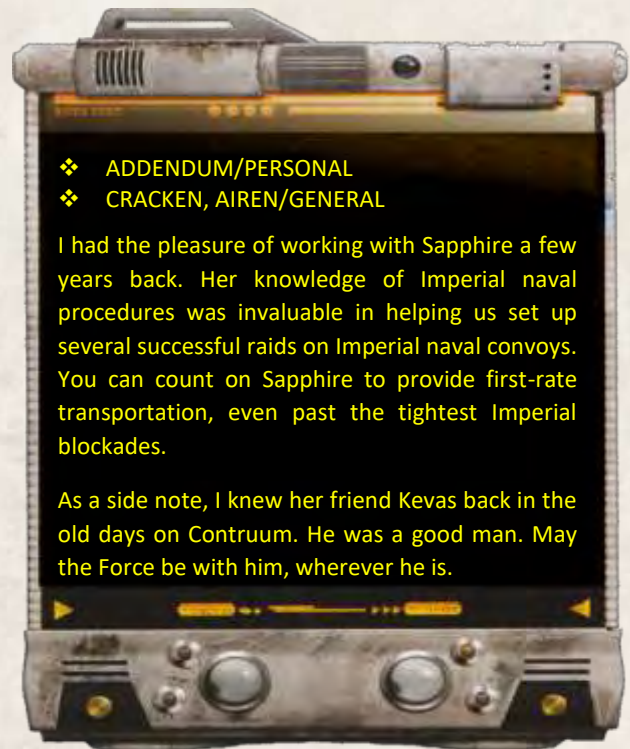 ❖ ADDENDUM/PERSONAL
❖ CRACKEN, AIREN/GENERAL
I had the pleasure of working with Sapphire a few
years back. Her knowledge of Imperial naval
procedures was invaluable in helping us set up
several successful raids on Imperial naval convoys.
You can count on Sapphire to provide first-rate
transportation, even past the tightest Imperial
blockades.
As a side note, I knew her friend Kevas back in the
old days on Contruum. He was a good man. May
the Force be with him, wherever he is.